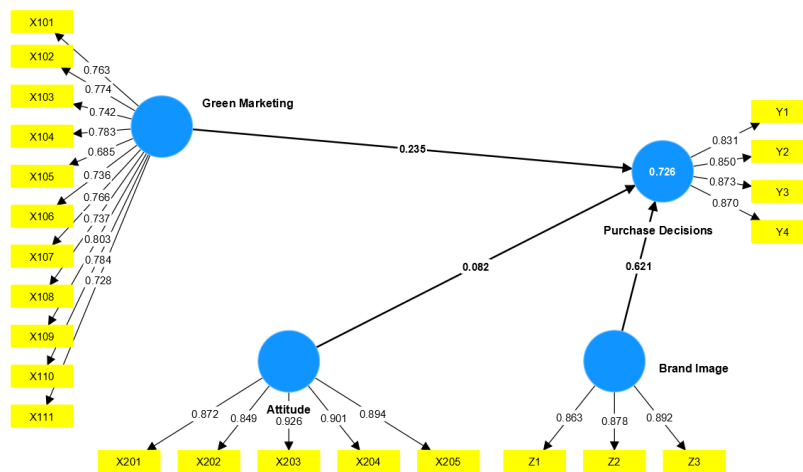 X101
X102
X103
X104
X105
X106
X107
X108
X109
X110
X111
0.763
0.774
0.742
0.783
0.685
0.736
0.766
0.737
0.803
0.784
0.728
Green Marketing
0.235
0.726
Purchase Decisions
0.831
0.850
0.873
0.870
Y1
Y2
Y3
Y4
0.082
0.621
Attitude
0.872
0.849
0.926
0.901
0.894
X201
X202
X203
X204
X205
Brand Image
0.863
0.878
0.892
Z1
Z2
Z3